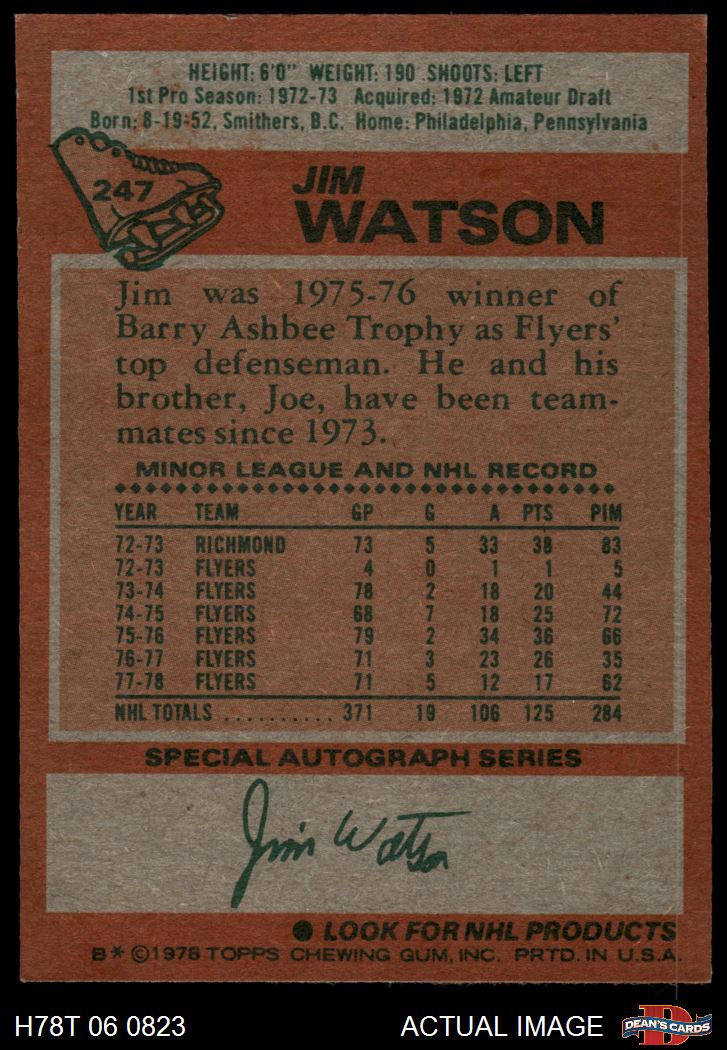 HEIGHT: 6'0" WEIGHT: 190 SHOOTS: LEFT
1st Pro Season: 1972-73 Acquired: 1972 Amateur Draft
Born: 8-19-52, Smithers, B.C. Home: Philadelphia, Pennsylvania
247
JIM
WATSON
Jim was 1975-76 winner of
Barry Ashbee Trophy as Flyers'
top defenseman. He and his
brother, Joe, have been team-
mates since 1973.
MINOR LEAGUE AND NHL RECORD
YEAR TEAM GP G A PTS PIM
72-73 RICHMOND 73 5 33 38 83
72-73 FLYERS 4 0 1 1 5
73-74 FLYERS 78 2 18 20 44
74-75 FLYERS 68 7 18 25 72
75-76 FLYERS 79 2 34 36 66
76-77 FLYERS 71 3 23 26 35
77-78 FLYERS 71 5 12 17 62
NHL TOTALS .......... 371 19 106 125 284
SPECIAL AUTOGRAPH SERIES
Jim Watson
● LOOK FOR NHL PRODUCTS
B* ©1978 TOPPS CHEWING GUM, INC. PRTD. IN U.S.A.
H78T 06 0823 ACTUAL IMAGE
D
DEAN'S CARDS